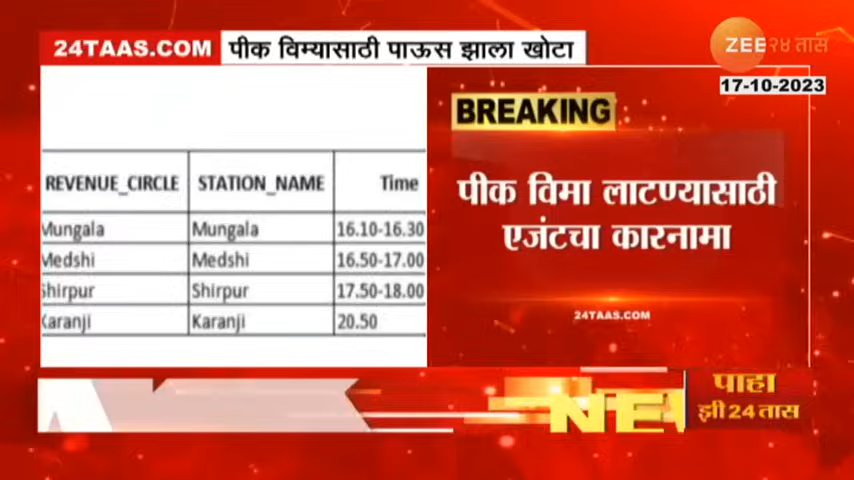 24TAAS.COM
पीक विम्यासाठी पाऊस झाला खोटा
ZEE २४ तास
17-10-2023
BREAKING
पीक विमा लाटण्यासाठी
एजंटचा कारनामा
24TAAS.COM
REVENUE_CIRCLE STATION_NAME Time
Mungala Mungala 16.10-16.30
Medshi Medshi 16.50-17.00
Shirpur Shirpur 17.50-18.00
Karanji Karanji 20.50
पाहा
झी 24 तास